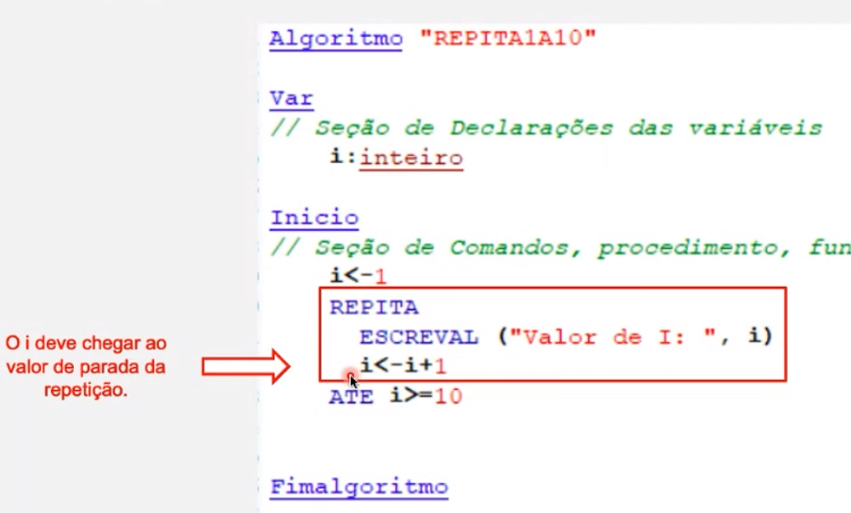 Algoritmo "REPITA1A10"
Var
// Seção de Declarações das variáveis
i:inteiro
Inicio
// Seção de Comandos, procedimento, fun
i<-1
REPITA
ESCREVAL ("Valor de I: ", i)
i<-i+1
ATE i>=10
Fimalgoritmo
O i deve chegar ao
valor de parada da
repetição.